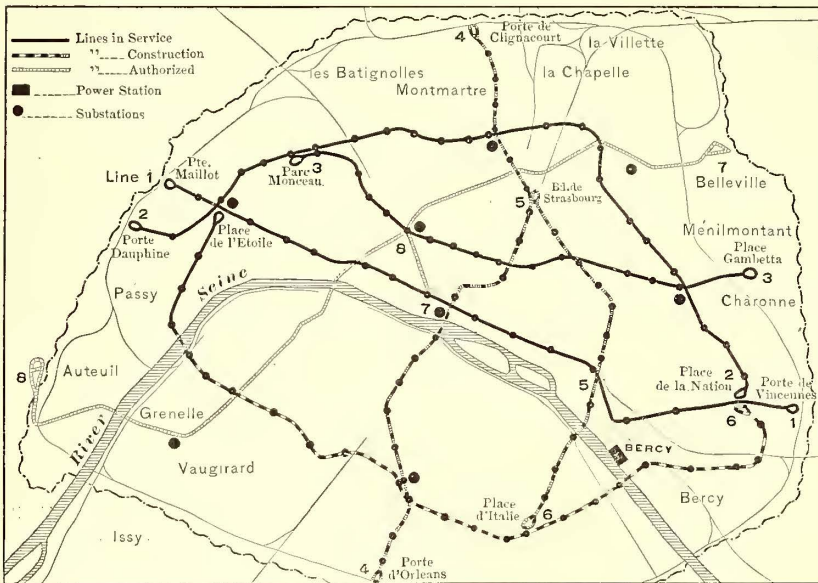 Lines in Service
" Construction
" Authorized
Power Station
Substations
4
Porte de
Clignacourt
la Villette
la Chapelle
les Batignolles
Montmartre
Line 1
Pte.
Maillot
Parc
Monceau
3
7
Belleville
2
Porte
Dauphine
Place
de l'Etoile
5
Bd. de
Strasbourg
8
Ménilmontant
Place
Gambetta
3
Charonne
Passy
Seine
7
8
Auteuil
Grenelle
River
Vaugirard
5
2
Place
de la Nation
Porte de
Vincennes
6
1
BERCY
Bercy
Place
d'Italie
6
Issy
4
Porte
d'Orleans